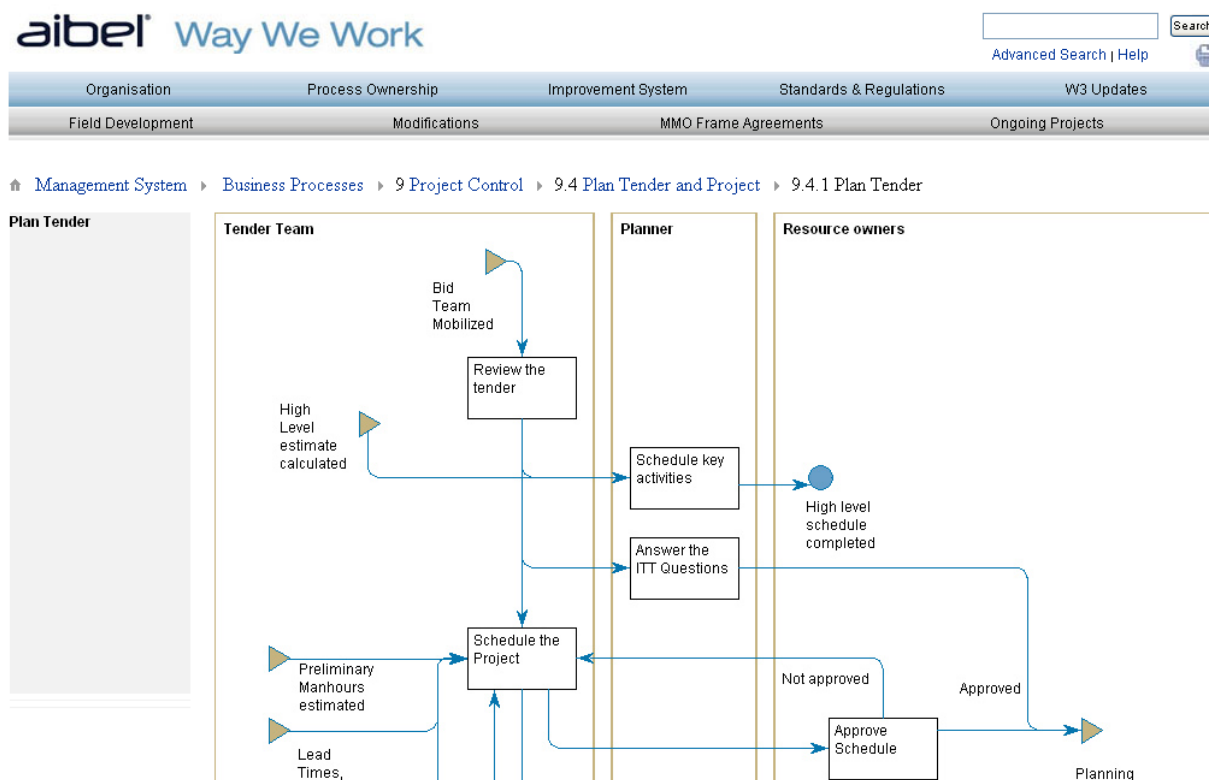 aibel Way We Work
Search
Advanced Search | Help
Organisation Process Ownership Improvement System Standards & Regulations W3 Updates
Field Development Modifications MMO Frame Agreements Ongoing Projects
Management System Business Processes 9 Project Control 9.4 Plan Tender and Project 9.4.1 Plan Tender
Plan Tender
Tender Team
Planner
Resource owners
Bid
Team
Mobilized
Review the
tender
High
Level
estimate
calculated
Schedule key
activities
High level
schedule
completed
Answer the
ITT Questions
Schedule the
Project
Preliminary
Manhours
estimated
Not approved
Approved
Approve
Schedule
Lead
Times,
Planning